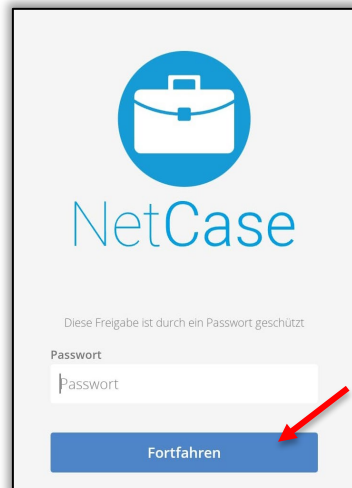 NetCase
Diese Freigabe ist durch ein Passwort geschützt
Passwort
Passwort
Fortfahren